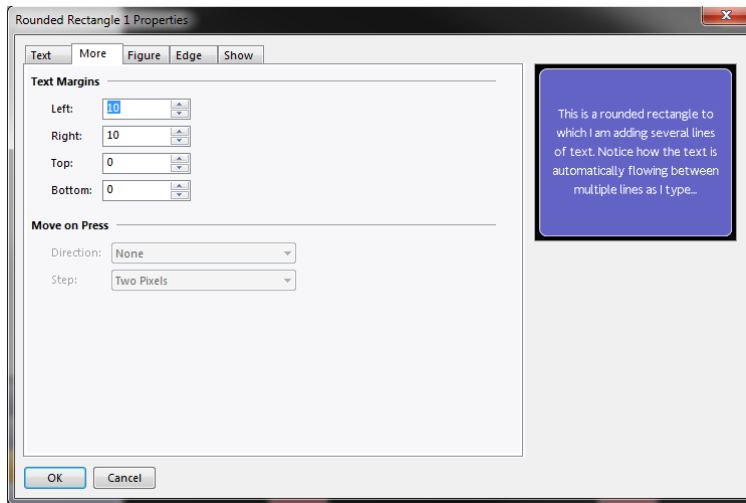 Rounded Rectangle 1 Properties
Text More Figure Edge Show
Text Margins
Left: 10
Right: 10
Top: 0
Bottom: 0
Move on Press
Direction: None
Step: Two Pixels
This is a rounded rectangle to
which I am adding several lines
of text. Notice how the text is
automatically flowing between
multiple lines as I type...
OK Cancel